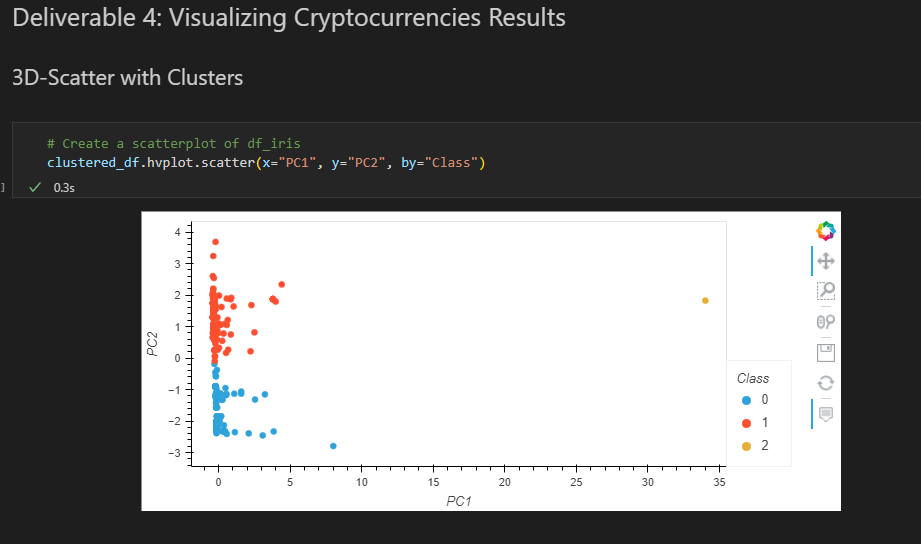 Deliverable 4: Visualizing Cryptocurrencies Results
3D-Scatter with Clusters
# Create a scatterplot of df_iris
clustered_df.hvplot.scatter(x="PC1", y="PC2", by="Class")
]
0.3s
4
3
2
1
0
−1
−2
−3
PC2
0 5 10 15 20 25 30 35
PC1
Class
0
1
2